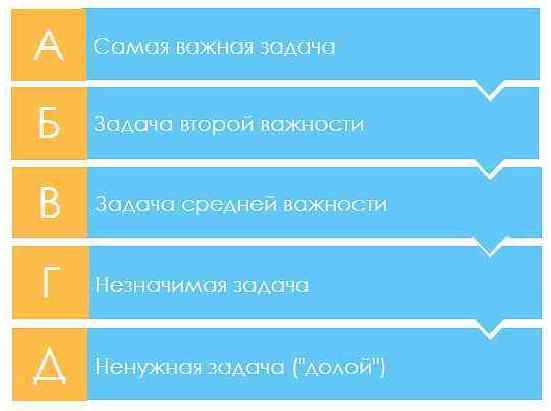 А Самая важная задача
Б Задача второй важности
В Задача средней важности
Г Незначимая задача
Д Ненужная задача ("долой")